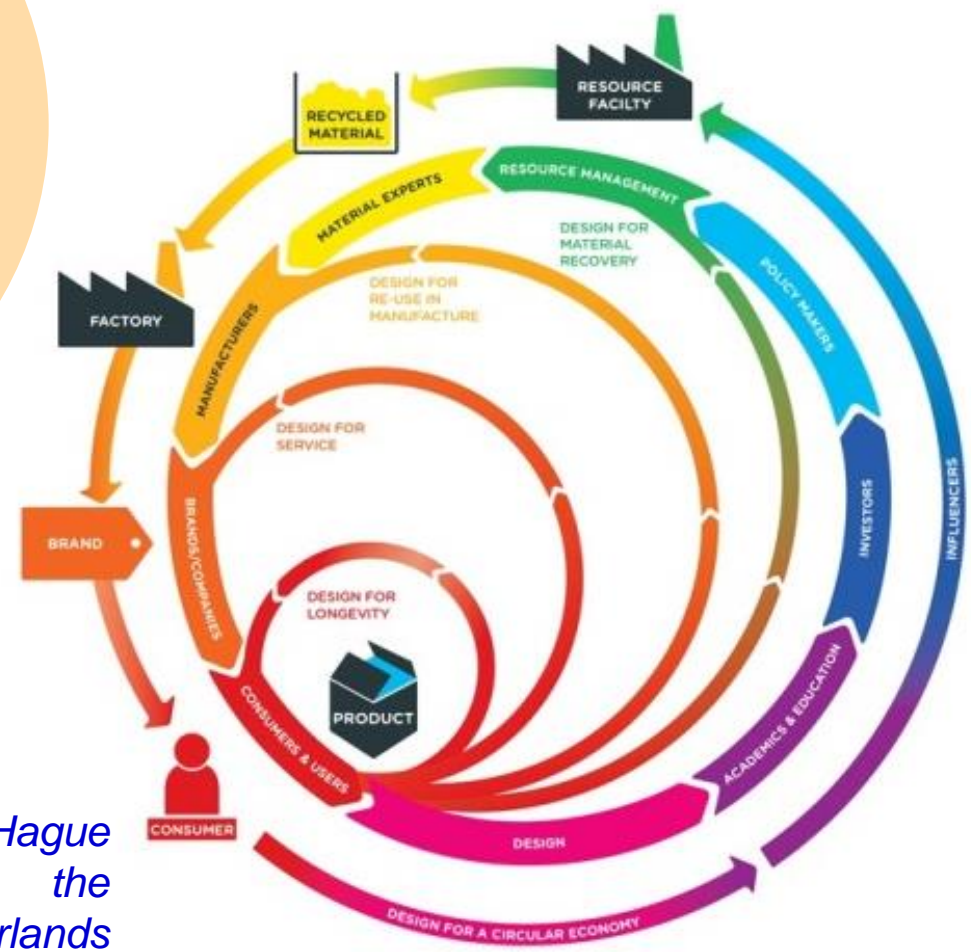 RESOURCE
FACILTY
RECYCLED
MATERIAL
RESOURCE MANAGEMENT
MATERIAL EXPERTS
DESIGN FOR
MATERIAL
RECOVERY
POLICY MAKERS
DESIGN FOR
RE-USE IN
MANUFACTURE
FACTORY
MANUFACTURERS
DESIGN FOR
SERVICE
INVESTORS
INFLUENCERS
BRAND
BRANDS/COMPANIES
DESIGN FOR
LONGEVITY
PRODUCT
CONSUMERS & USERS
ACADEMICS & EDUCATION
CONSUMER
DESIGN
DESIGN FOR A CIRCULAR ECONOMY
Hague
the
rlands